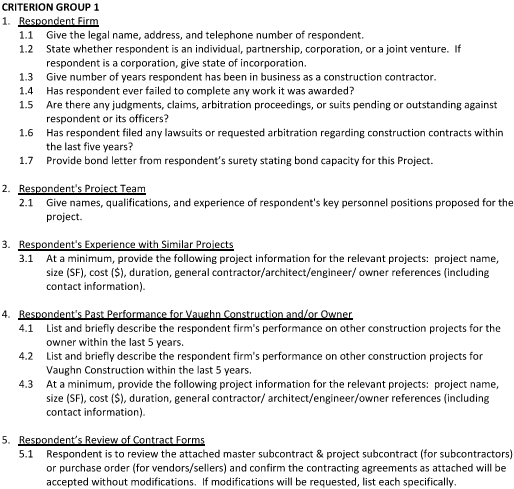 CRITERION GROUP 1
1. Respondent Firm
1.1 Give the legal name, address, and telephone number of respondent.
1.2 State whether respondent is an individual, partnership, corporation, or a joint venture. If
respondent is a corporation, give state of incorporation.
1.3 Give number of years respondent has been in business as a construction contractor.
1.4 Has respondent ever failed to complete any work it was awarded?
1.5 Are there any judgments, claims, arbitration proceedings, or suits pending or outstanding against
respondent or its officers?
1.6 Has respondent filed any lawsuits or requested arbitration regarding construction contracts within
the last five years?
1.7 Provide bond letter from respondent's surety stating bond capacity for this Project.
2. Respondent's Project Team
2.1 Give names, qualifications, and experience of respondent's key personnel positions proposed for the
project.
3. Respondent's Experience with Similar Projects
3.1 At a minimum, provide the following project information for the relevant projects: project name,
size (SF), cost ($), duration, general contractor/architect/engineer/ owner references (including
contact information).
4. Respondent's Past Performance for Vaughn Construction and/or Owner
4.1 List and briefly describe the respondent firm's performance on other construction projects for the
owner within the last 5 years.
4.2 List and briefly describe the respondent firm's performance on other construction projects for
Vaughn Construction within the last 5 years.
4.3 At a minimum, provide the following project information for the relevant projects: project name,
size (SF), cost ($), duration, general contractor/ architect/engineer/owner references (including
contact information).
5. Respondent's Review of Contract Forms
5.1 Respondent is to review the attached master subcontract & project subcontract (for subcontractors)
or purchase order (for vendors/sellers) and confirm the contracting agreements as attached will be
accepted without modifications. If modifications will be requested, list each specifically.